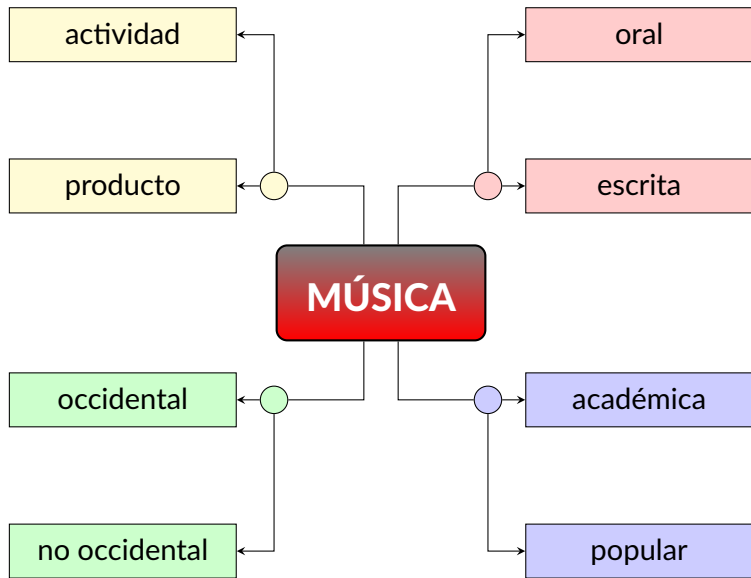 actividad
oral
producto
escrita
MÚSICA
occidental
académica
no occidental
popular